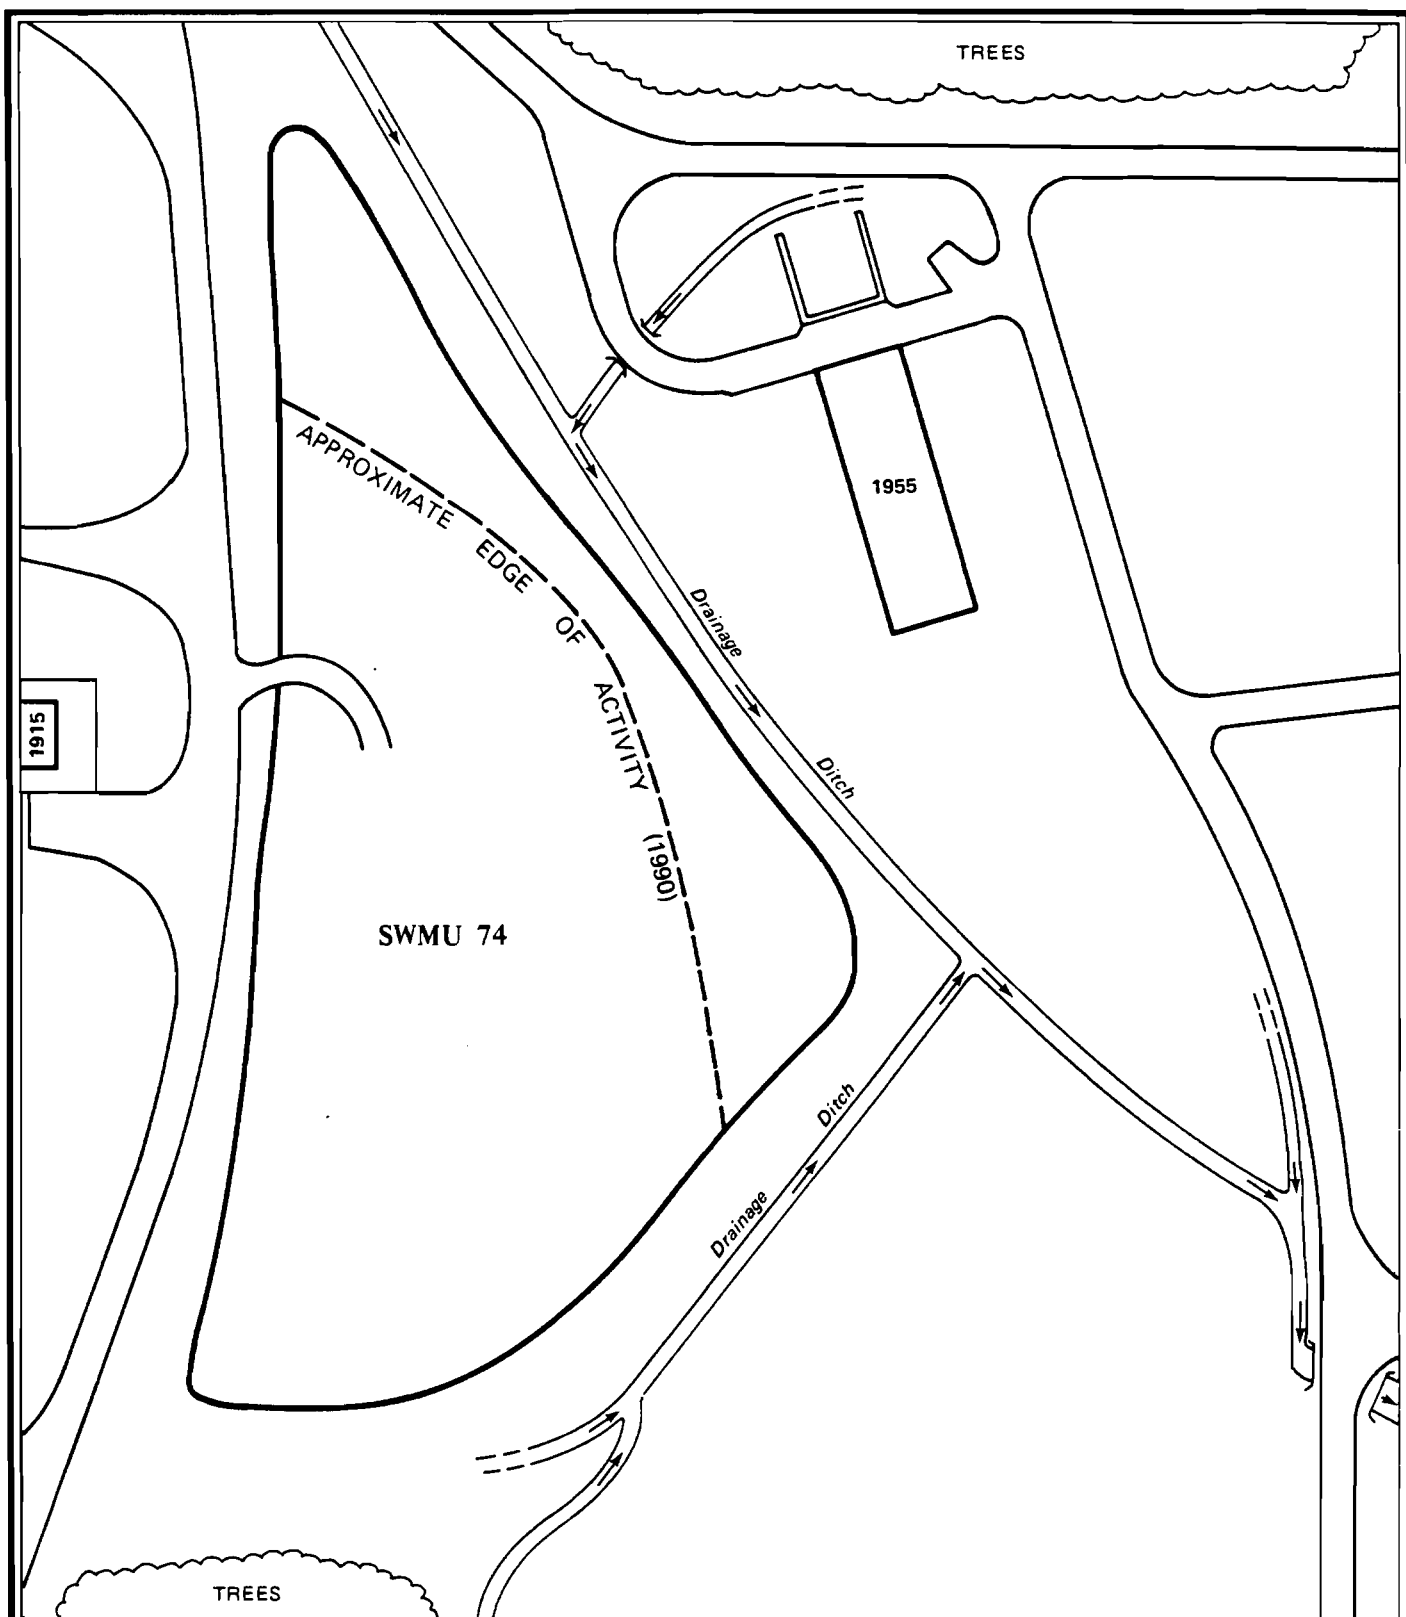 TREES
1955
APPROXIMATE EDGE OF ACTIVITY (1990)
Drainage Ditch
1915
SWMU 74
Drainage Ditch
TREES